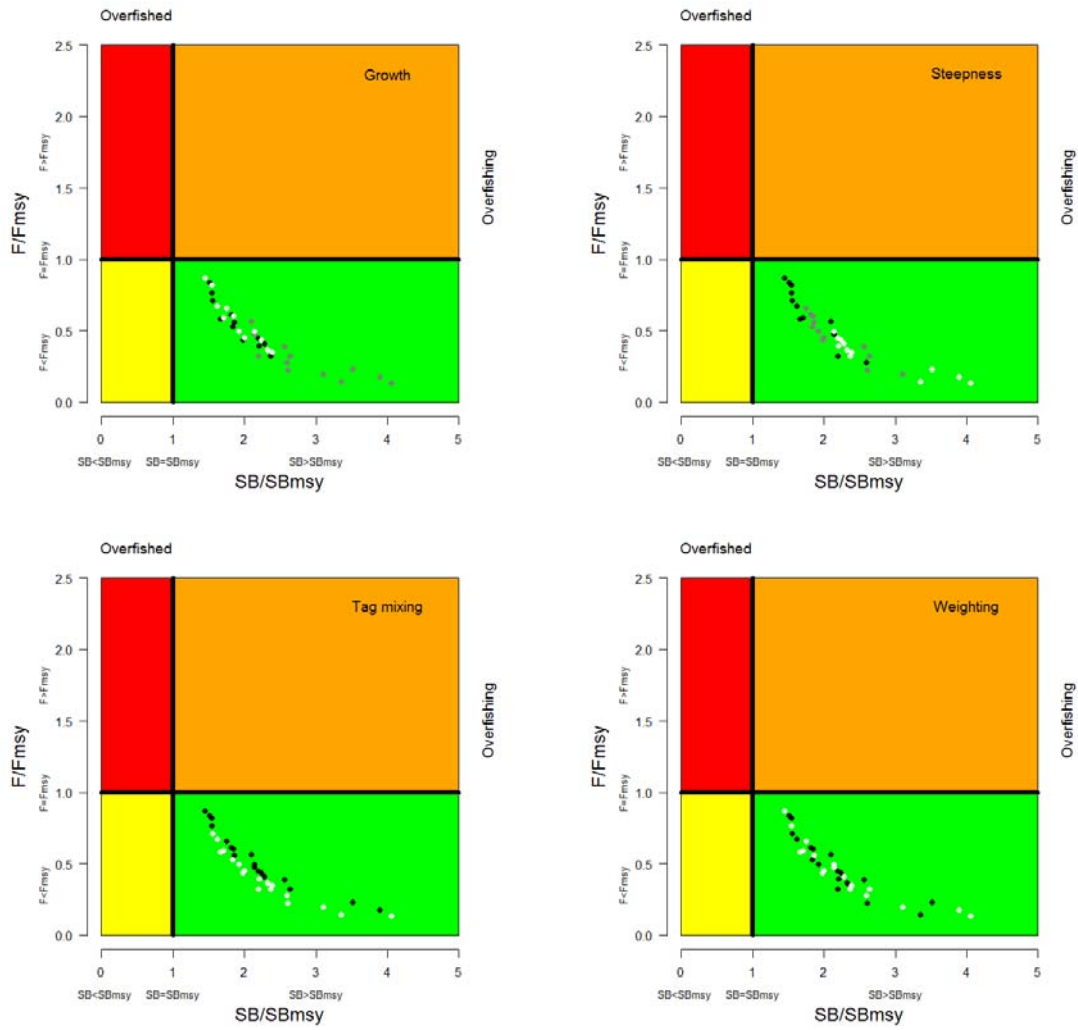 Overfished
Growth
2.5
2.0
1.5
1.0
0.5
0.0
F>Fmsy
F=Fmsy
F<Fmsy
F/Fmsy
Overfishing
0 1 2 3 4 5
SB<SBmsy SB=SBmsy SB>SBmsy
SB/SBmsy
Overfished
Steepness
2.5
2.0
1.5
1.0
0.5
0.0
F>Fmsy
F=Fmsy
F<Fmsy
F/Fmsy
Overfishing
0 1 2 3 4 5
SB<SBmsy SB=SBmsy SB>SBmsy
SB/SBmsy
Overfished
Tag mixing
2.5
2.0
1.5
1.0
0.5
0.0
F>Fmsy
F=Fmsy
F<Fmsy
F/Fmsy
Overfishing
0 1 2 3 4 5
SB<SBmsy SB=SBmsy SB>SBmsy
SB/SBmsy
Overfished
Weighting
2.5
2.0
1.5
1.0
0.5
0.0
F>Fmsy
F=Fmsy
F<Fmsy
F/Fmsy
Overfishing
0 1 2 3 4 5
SB<SBmsy SB=SBmsy SB>SBmsy
SB/SBmsy